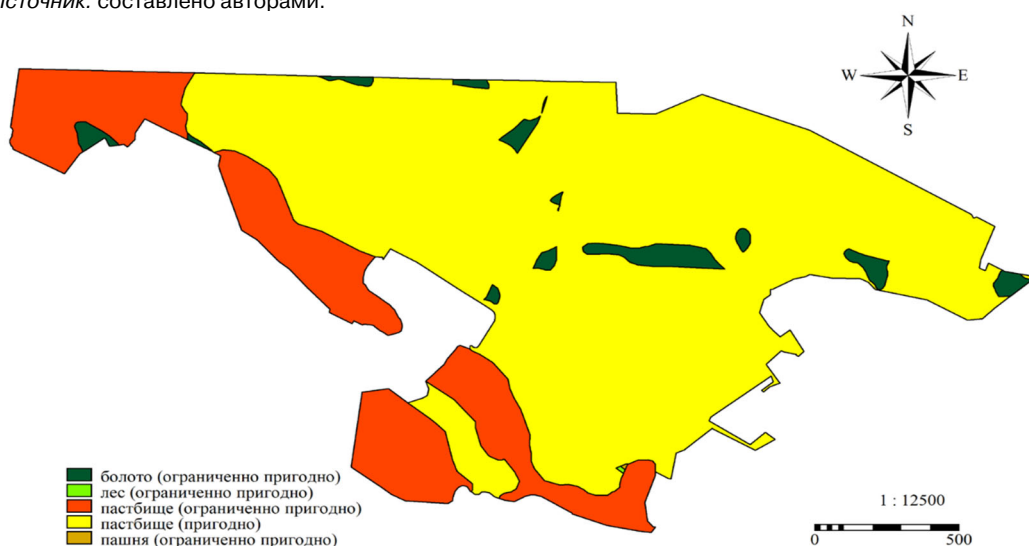 источник: составлено авторами.
N
W E
S
болото (ограниченно пригодно)
лес (ограниченно пригодно)
пастбище (ограниченно пригодно)
пастбище (пригодно)
пашня (ограниченно пригодно)
1 : 12500
0 500